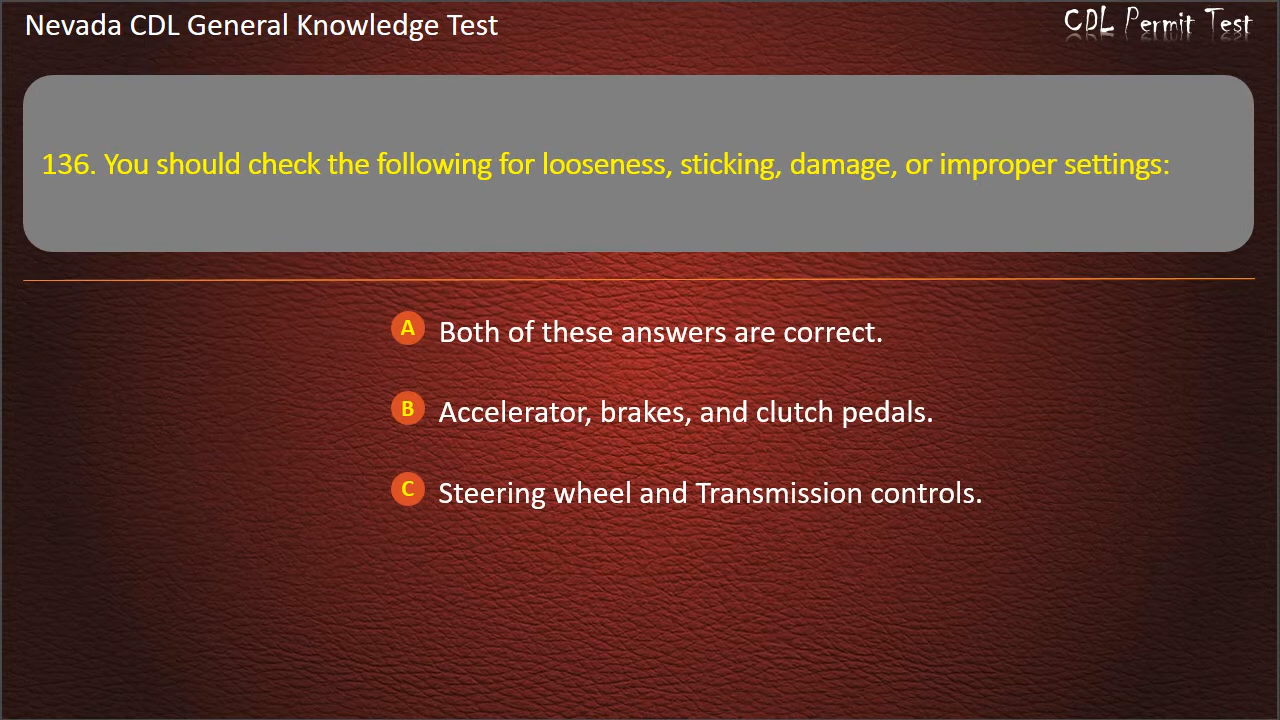 Nevada CDL General Knowledge Test
CDL Permit Test
136. You should check the following for looseness, sticking, damage, or improper settings:
A Both of these answers are correct.
B Accelerator, brakes, and clutch pedals.
C Steering wheel and Transmission controls.